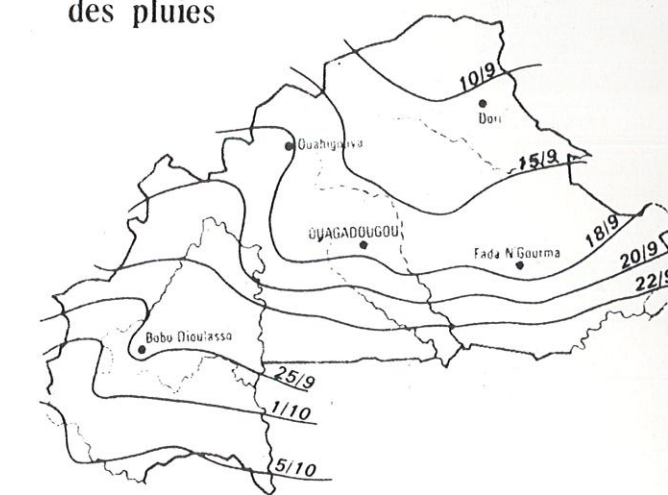 des pluies
10/9
Dori
Ouahigouya
15/9
OUAGADOUGOU
18/9
Fada N'Gourma
20/9
22/9
Bobo Dioulasso
25/9
1/10
5/10